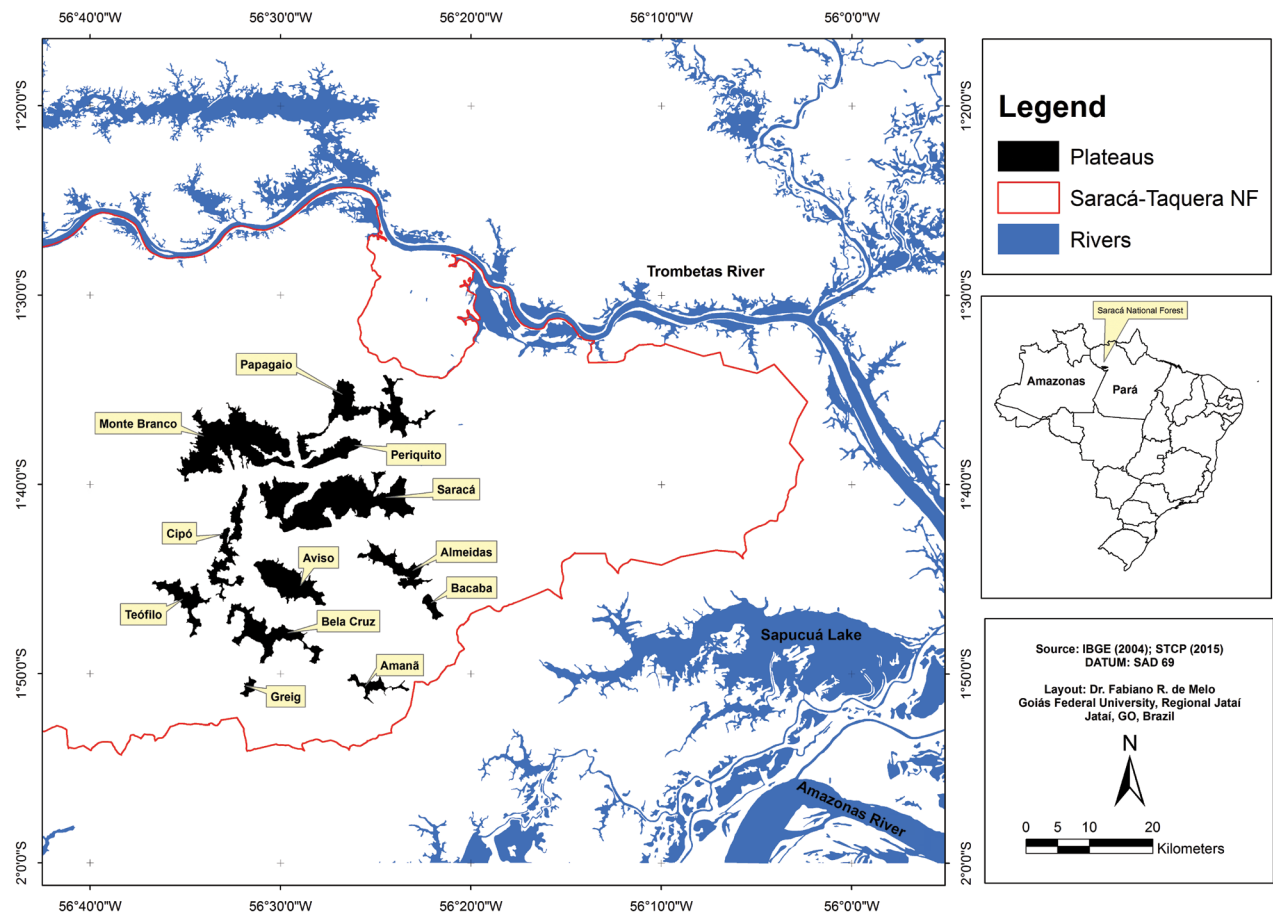 56°40'0"W
56°30'0"W
56°20'0"W
56°10'0"W
56°0'0"W
1°20'0"S
1°30'0"S
1°40'0"S
1°50'0"S
2°0'0"S
Trombetas River
Papagaio
Monte Branco
Periquito
Saracá
Cipó
Aviso
Almeidas
Bacaba
Teófilo
Bela Cruz
Amanã
Greig
Sapucuá Lake
Amazonas River
1°20'0"S
1°30'0"S
1°40'0"S
1°50'0"S
2°0'0"S
56°40'0"W
56°30'0"W
56°20'0"W
56°10'0"W
56°0'0"W
Legend
Plateaus
Saracá-Taquera NF
Rivers
Saracá National Forest
Amazonas
Pará
Source: IBGE (2004); STCP (2015)
DATUM: SAD 69
Layout: Dr. Fabiano R. de Melo
Goiás Federal University, Regional Jataí
Jataí, GO, Brazil
N
0 5 10 20
Kilometers